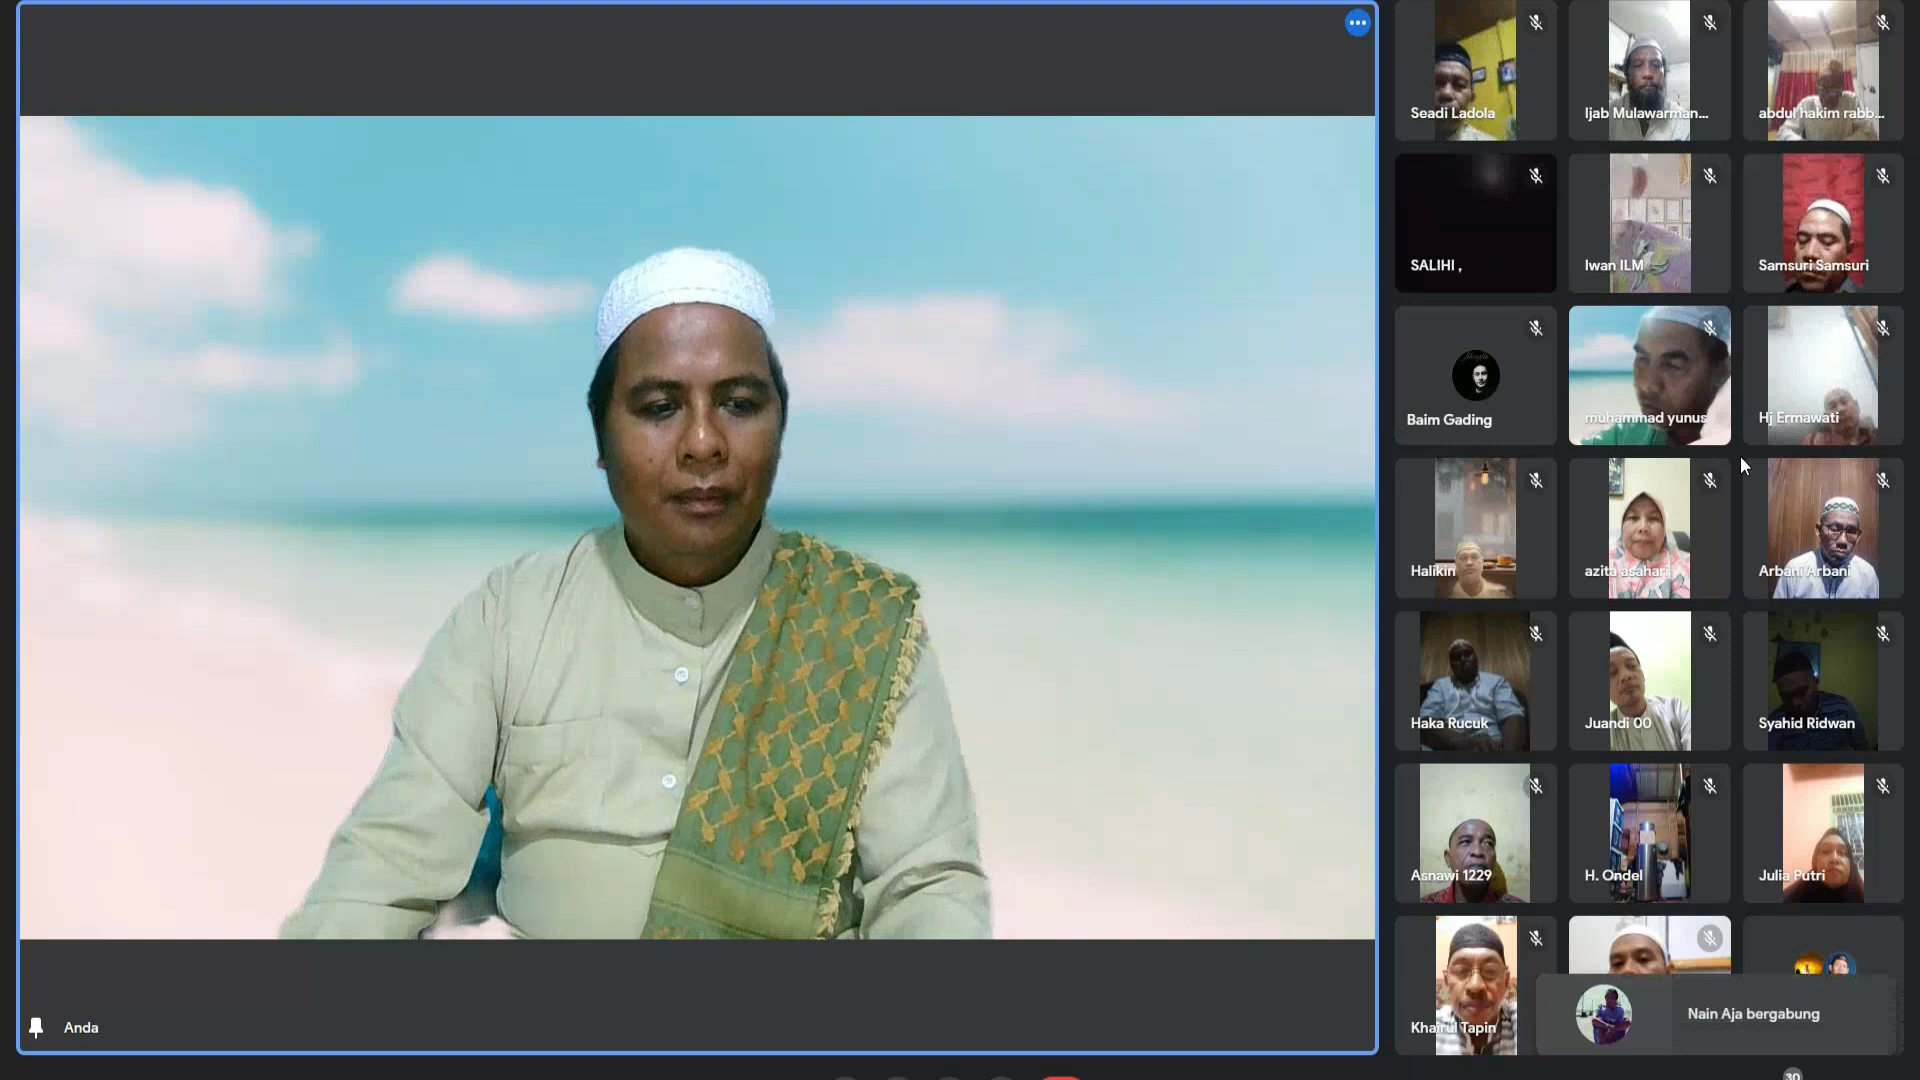 Seadi Ladola
Ijab Mulawarman...
abdul hakim rabb...
SALIHI ,
Iwan ILM
Samsuri Samsuri
Baim Gading
muhammad yunus
Hj Ermawati
Halikin
azita asahari
Arbani Arbani
Haka Rucuk
Juandi 00
Syahid Ridwan
Asnawi 1229
H. Ondel
Julia Putri
Khairul Tapin
Nain Aja bergabung
Anda
30